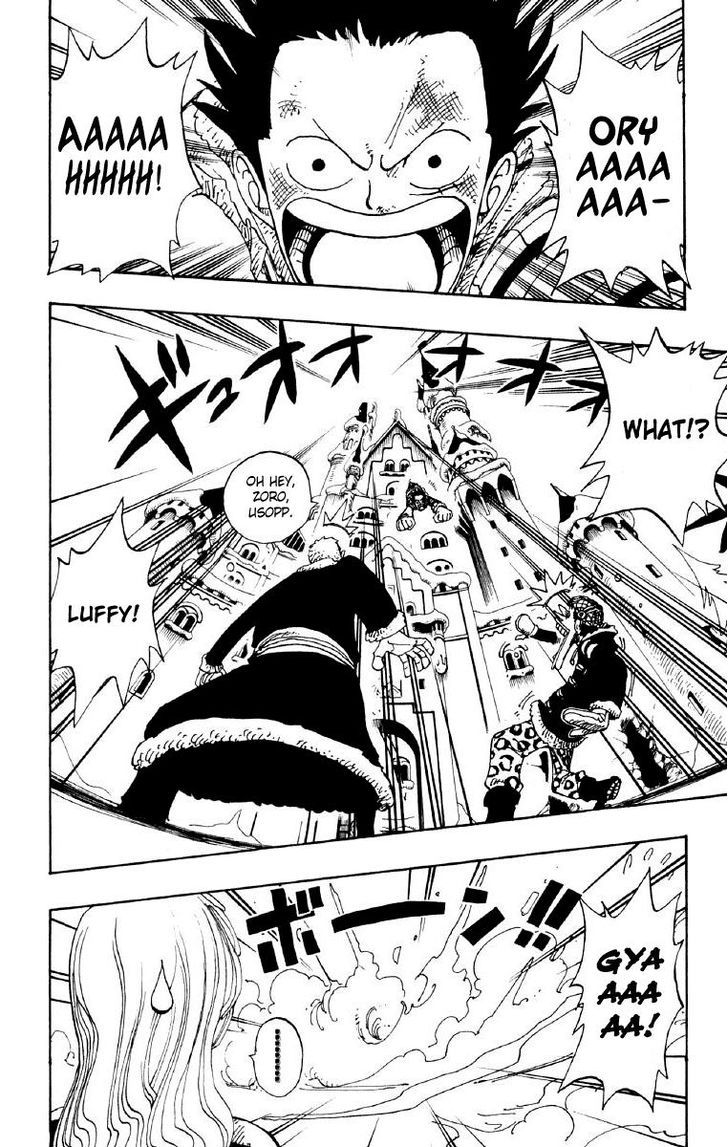 ORY
AAAA
AAA-
AAAAA
HHHHH!
WHAT!?
ギュオオオオ
OH HEY,
ZORO,
USOPP.
LUFFY!
GYA
AAAA
AA!
ボーン!!
..........